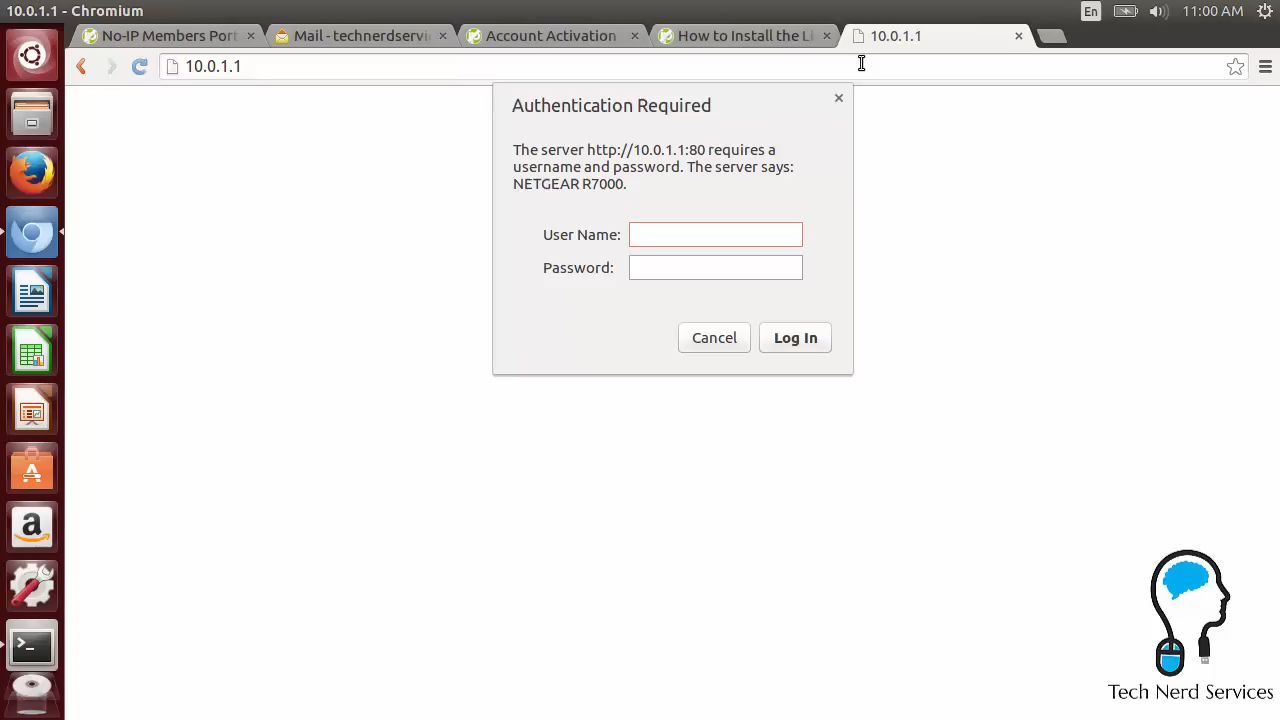 10.0.1.1 - Chromium
En
11:00 AM
No-IP Members Port
Mail - technerdservi
Account Activation
How to Install the Li
10.0.1.1
10.0.1.1
Authentication Required
The server http://10.0.1.1:80 requires a
username and password. The server says:
NETGEAR R7000.
User Name:
Password:
Cancel
Log In
Tech Nerd Services